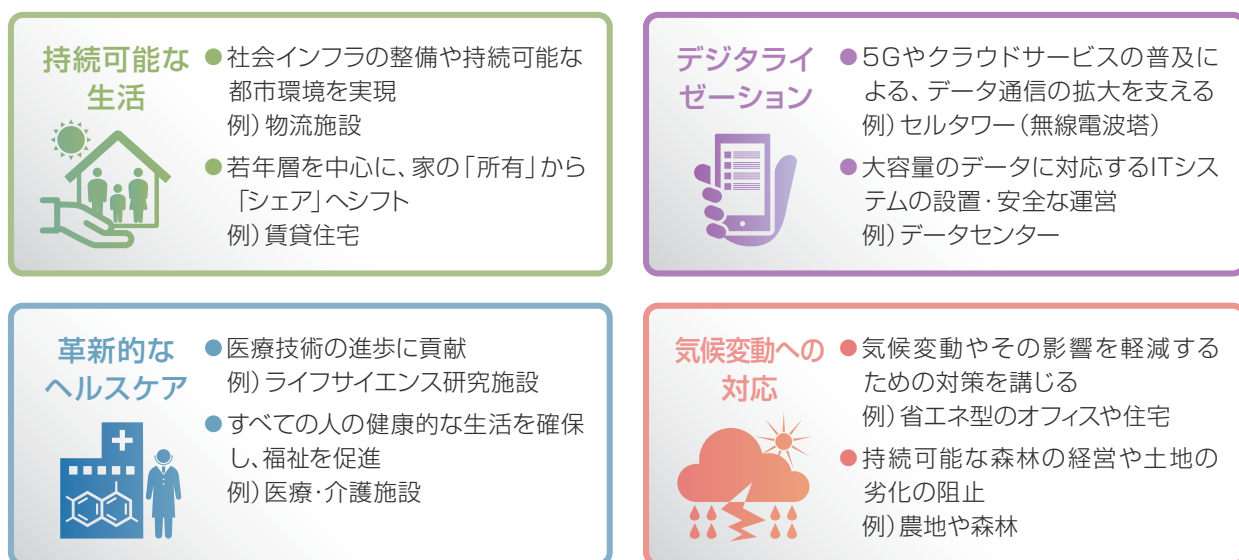 持続可能な
生活
●社会インフラの整備や持続可能な
都市環境を実現
例)物流施設
●若年層を中心に、家の「所有」から
「シェア」へシフト
例)賃貸住宅
デジタライ
ゼーション
●5Gやクラウドサービスの普及に
よる、データ通信の拡大を支える
例)セルタワー(無線電波塔)
●大容量のデータに対応するITシス
テムの設置・安全な運営
例)データセンター
革新的な
ヘルスケア
●医療技術の進歩に貢献
例)ライフサイエンス研究施設
●すべての人の健康的な生活を確保
し、福祉を促進
例)医療・介護施設
気候変動への
対応
●気候変動やその影響を軽減する
ための対策を講じる
例)省エネ型のオフィスや住宅
●持続可能な森林の経営や土地の
劣化の阻止
例)農地や森林